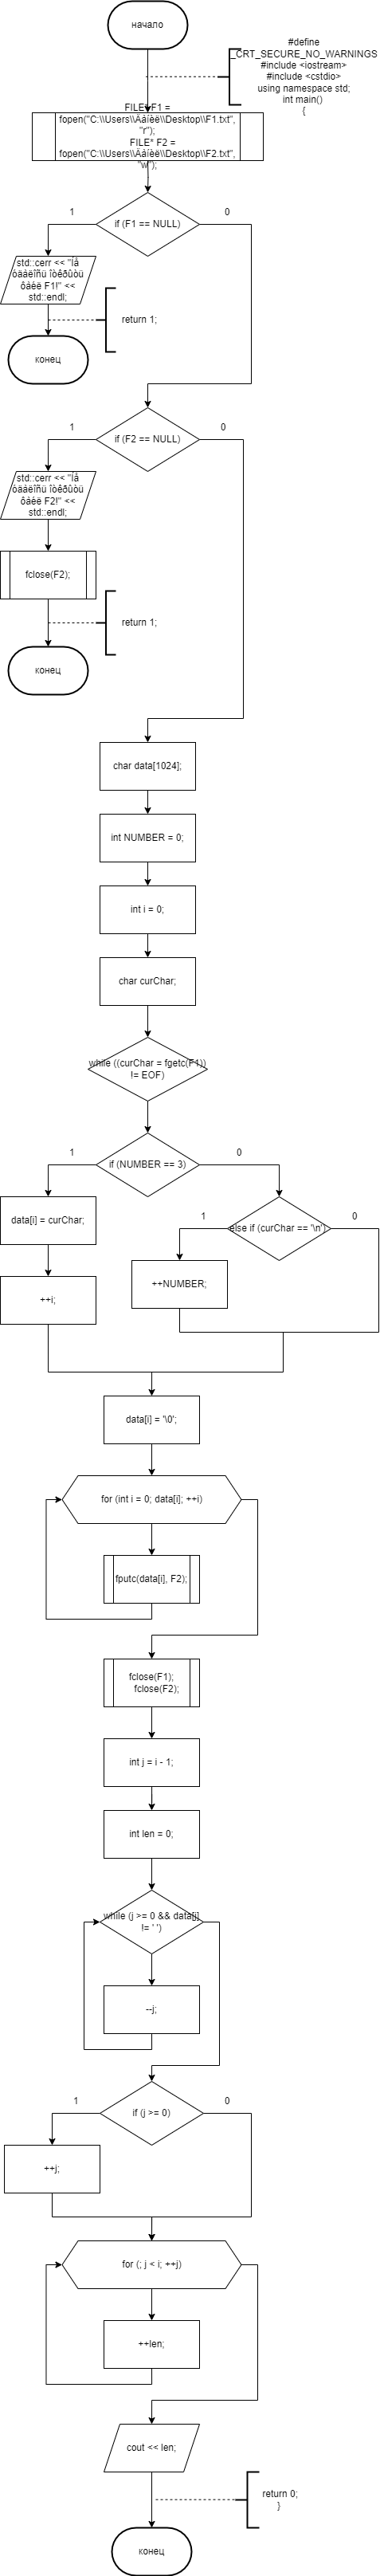 начало
#define
_CRT_SECURE_NO_WARNINGS
#include <iostream>
#include <cstdio>
using namespace std;
int main()
{
FILE* F1 =
fopen("C:\\Users\\Äàíèë\\Desktop\\F1.txt",
"r");
FILE* F2 =
fopen("C:\\Users\\Äàíèë\\Desktop\\F2.txt",
"w");
1
if (F1 == NULL)
0
std::cerr << "Íå
óäàëîñü îòêðûòü
ôàéë F1!" <<
std::endl;
return 1;
конец
1
if (F2 == NULL)
0
std::cerr << "Íå
óäàëîñü îòêðûòü
ôàéë F2!" <<
std::endl;
fclose(F2);
return 1;
конец
char data[1024];
int NUMBER = 0;
int i = 0;
char curChar;
while ((curChar = fgetc(F1))
!= EOF)
1
if (NUMBER == 3)
0
data[i] = curChar;
1
else if (curChar == '\n')
0
++i;
++NUMBER;
data[i] = '\0';
for (int i = 0; data[i]; ++i)
fputc(data[i], F2);
fclose(F1);
fclose(F2);
int j = i - 1;
int len = 0;
while (j >= 0 && data[j]
!= ' ')
--j;
1
if (j >= 0)
0
++j;
for (; j < i; ++j)
++len;
cout << len;
return 0;
}
конец